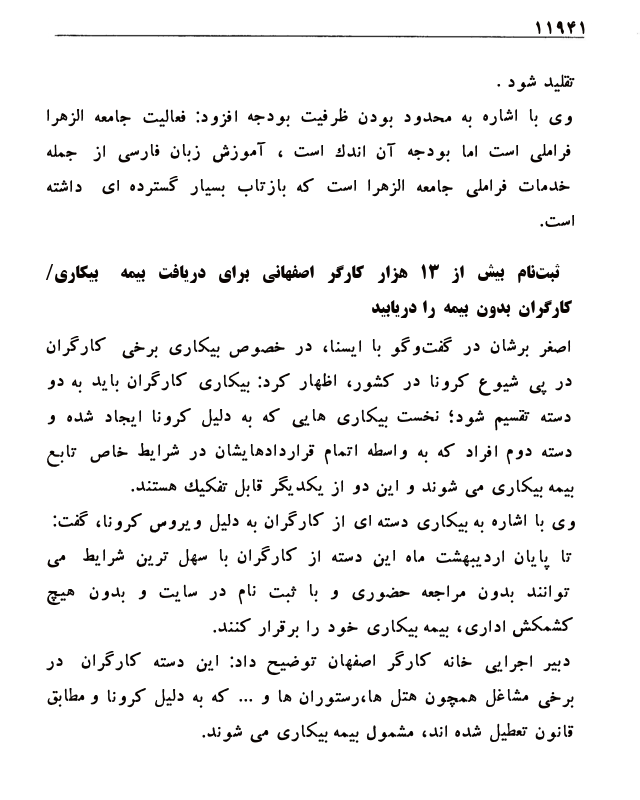 ۱۱۹۴۱
تقلید شود .
وی با اشاره به محدود بودن ظرفیت بودجه افزود: فعالیت جامعه الزهرا
فراملی است اما بودجه آن اندك است ، آموزش زبان فارسی از جمله
خدمات فراملی جامعه الزهرا است که بازتاب بسیار گسترده ای داشته
است.
ثبت‌نام بیش از ۱۳ هزار کارگر اصفهانی برای دریافت بیمه بیکاری/
کارگران بدون بیمه را دریابید
اصغر برشان در گفت‌وگو با ایسنا، در خصوص بیکاری برخی کارگران
در پی شیوع کرونا در کشور، اظهار کرد: بیکاری کارگران باید به دو
دسته تقسیم شود؛ نخست بیکاری هایی که به دلیل کرونا ایجاد شده و
دسته دوم افراد که به واسطه اتمام قراردادهایشان در شرایط خاص تابع
بیمه بیکاری می شوند و این دو از یکدیگر قابل تفکیك هستند.
وی با اشاره به بیکاری دسته ای از کارگران به دلیل ویروس کرونا، گفت:
تا پایان اردیبهشت ماه این دسته از کارگران با سهل ترین شرایط می
توانند بدون مراجعه حضوری و با ثبت نام در سایت و بدون هیچ
کشمکش اداری، بیمه بیکاری خود را برقرار کنند.
دبیر اجرایی خانه کارگر اصفهان توضیح داد: این دسته کارگران در
برخی مشاغل همچون هتل ها،رستوران ها و ... که به دلیل کرونا و مطابق
قانون تعطیل شده اند، مشمول بیمه بیکاری می شوند.